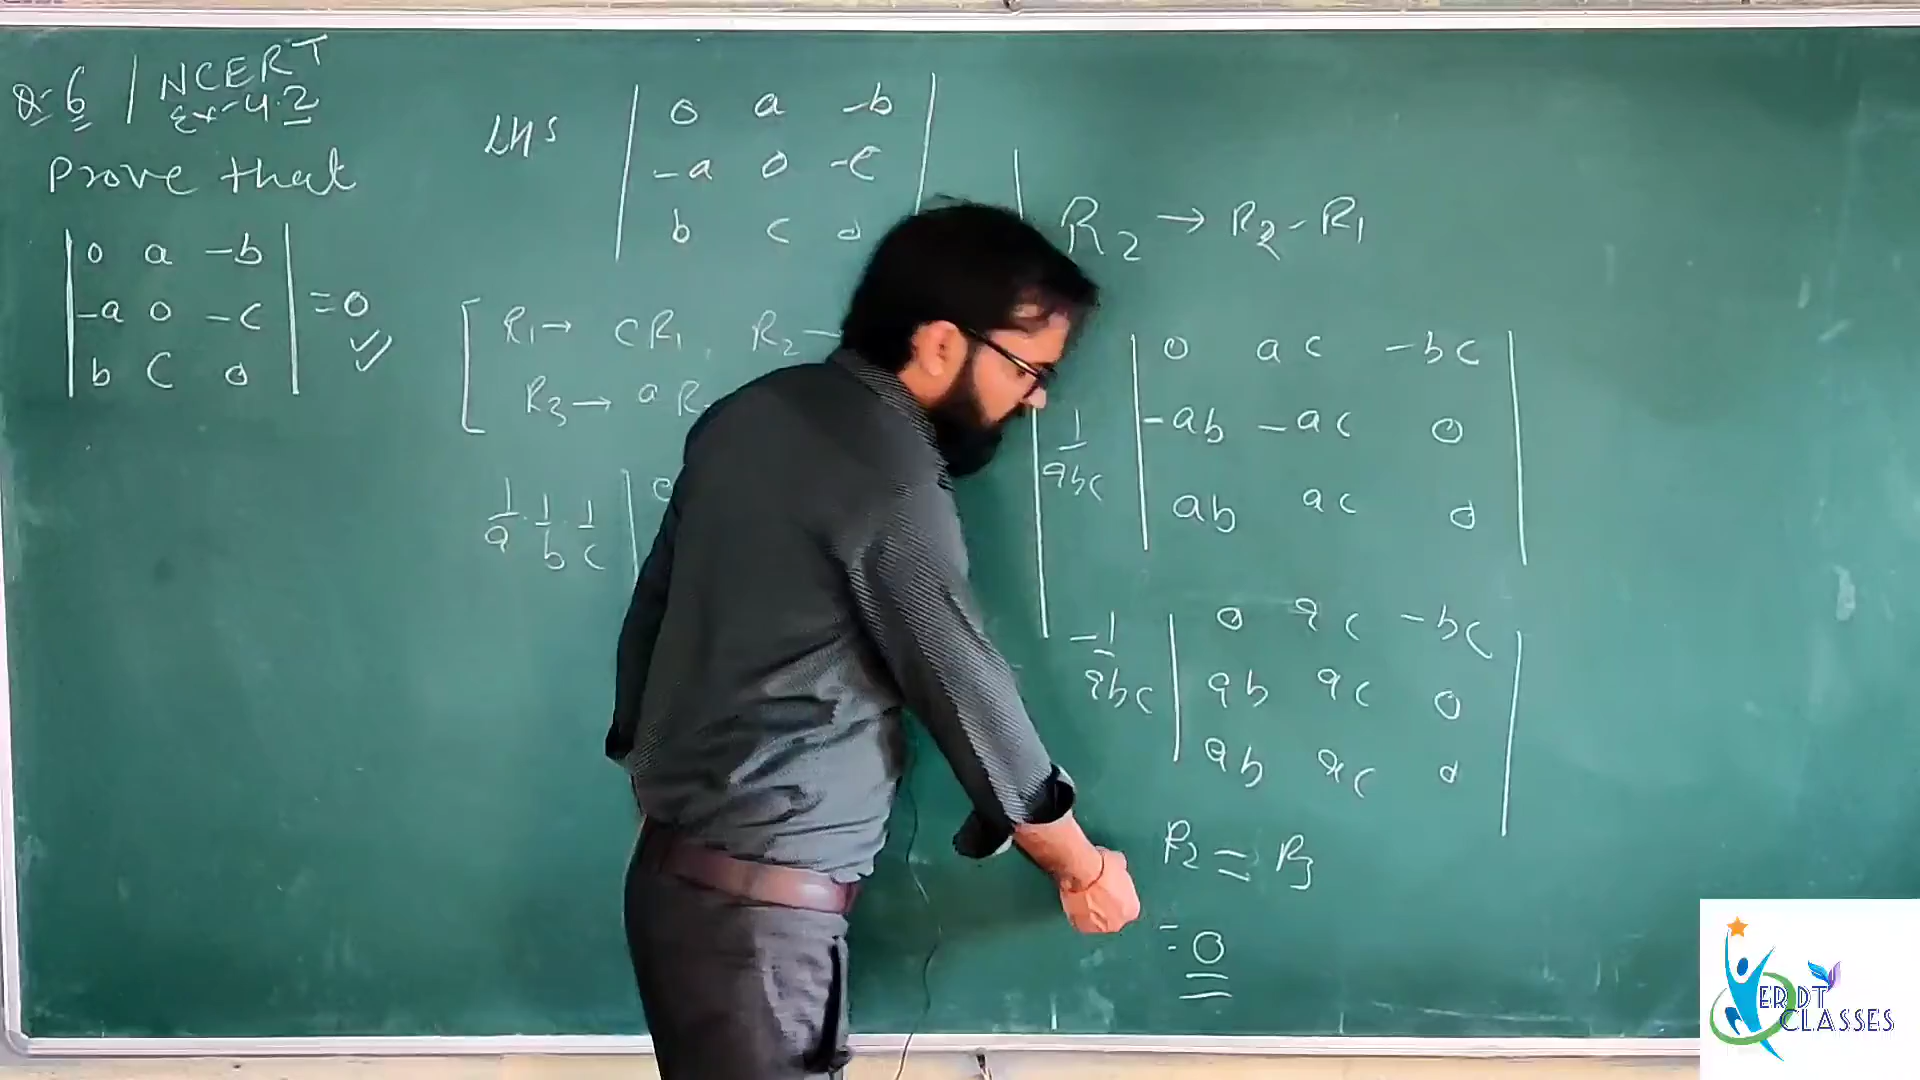 Q-6 | NCERT
Ex-4.2
Prove that
0 a -b
-a 0 -c = 0
b c 0
LHS
0 a -b
-a 0 -c
b c 0
[ R1 → CR1, R2 →
R3 → a R
1/a . 1/b . 1/c
R2 → R2 - R1
1/abc
0 ac -bc
-ab -ac 0
ab ac 0
-1/abc
0 ac -bc
ab ac 0
ab ac 0
R2 = R3
= 0
ER DT
CLASSES